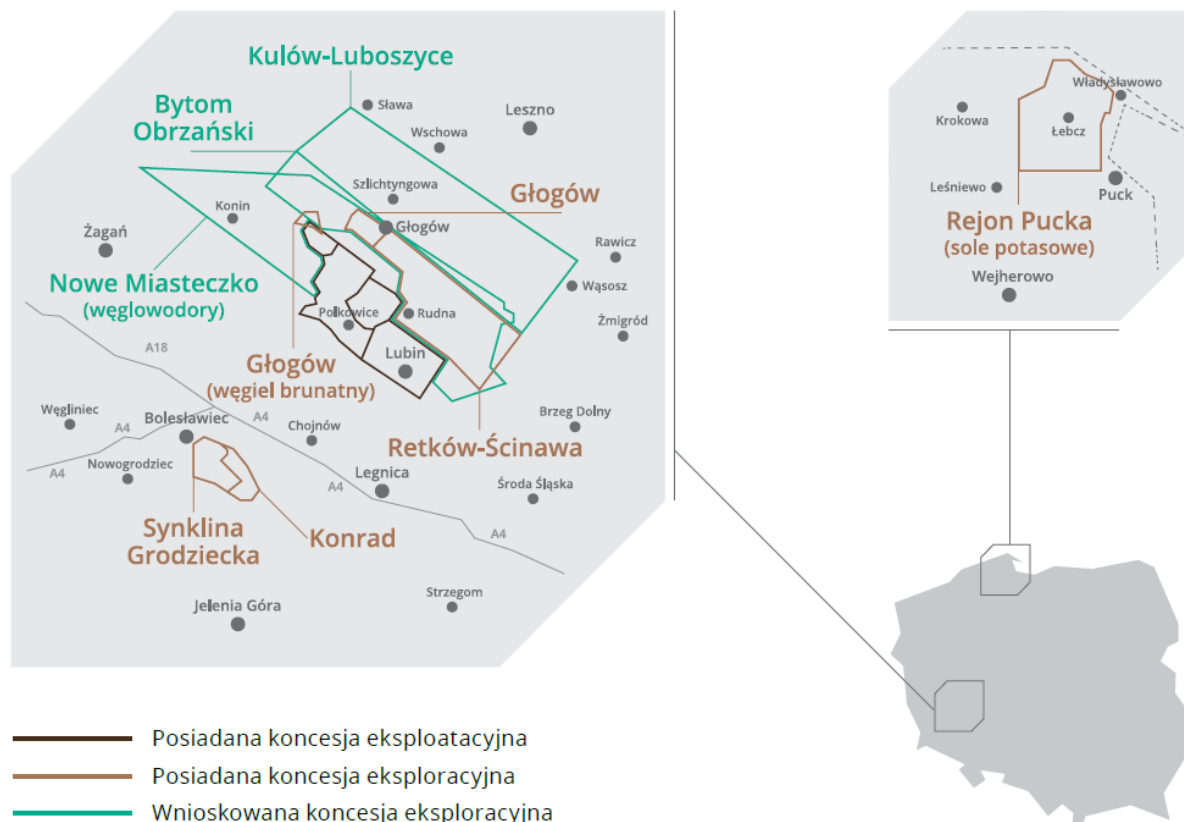 Kulów-Luboszyce
Bytom
Obrzański
Sława
Leszno
Wschowa
Szlichtyngowa
Głogów
Konin
Głogów
Żagań
Rawicz
Nowe Miasteczko
(węglowodory)
Wąsosz
Polkowice
Rudna
Żmigród
A18
Lubin
Głogów
(węgiel brunatny)
Węgliniec
Bolesławiec
A4
A4
Chojnów
Brzeg Dolny
Retków-Ścinawa
Nowogrodziec
A4
Legnica
A4
Środa Śląska
Synklina
Grodziecka
Konrad
A4
Jelenia Góra
Strzegom
Władysławowo
Krokowa
Łebcz
Leśniewo
Puck
Rejon Pucka
(sole potasowe)
Wejherowo
Posiadana koncesja eksploatacyjna
Posiadana koncesja eksploracyjna
Wnioskowana koncesja eksploracyjna